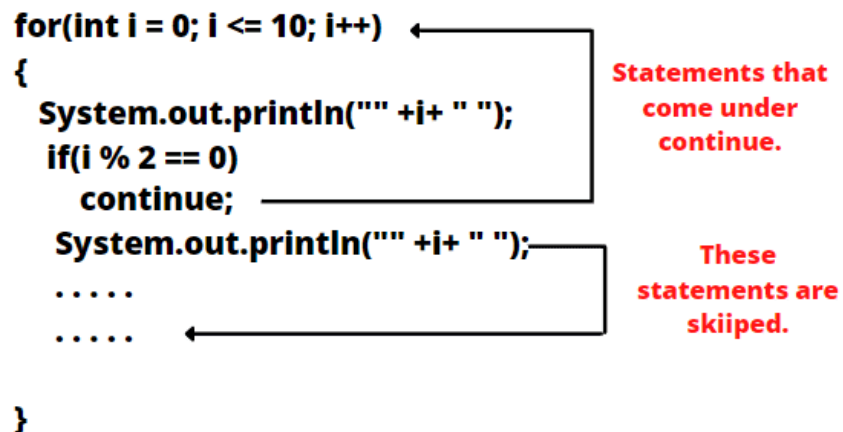 for(int i = 0; i <= 10; i++)
{
System.out.println("" +i+ " ");
if(i % 2 == 0)
continue;
System.out.println("" +i+ " ");
. . . . .
. . . . .
}
Statements that
come under
continue.
These
statements are
skiiped.